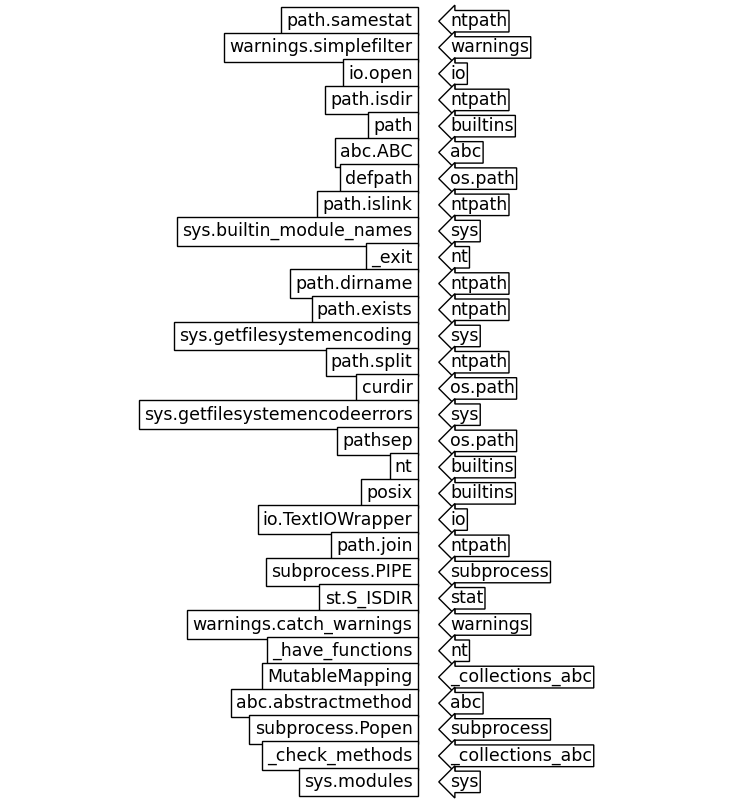 path.samestat ntpath
warnings.simplefilter warnings
io.open io
path.isdir ntpath
path builtins
abc.ABC abc
defpath os.path
path.islink ntpath
sys.builtin_module_names sys
_exit nt
path.dirname ntpath
path.exists ntpath
sys.getfilesystemencoding sys
path.split ntpath
curdir os.path
sys.getfilesystemencodeerrors sys
pathsep os.path
nt builtins
posix builtins
io.TextIOWrapper io
path.join ntpath
subprocess.PIPE subprocess
st.S_ISDIR stat
warnings.catch_warnings warnings
_have_functions nt
MutableMapping _collections_abc
abc.abstractmethod abc
subprocess.Popen subprocess
_check_methods _collections_abc
sys.modules sys